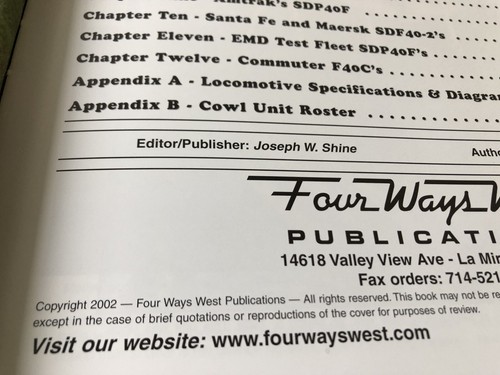 Amtrak's SDP40F
Chapter Ten - Santa Fe and Maersk SDF40-2's
Chapter Eleven - EMD Test Fleet SDP40F's
Chapter Twelve - Commuter F40C's
Appendix A - Locomotive Specifications &
Appendix B - Cowl Unit Roster
Editor/Publisher: Joseph W. Shine
Four Ways
PUBLICATI
14618 Valley View Ave - La Mir
Fax orders: 714-521
Copyright 2002 — Four Ways West Publications — All rights reserved. This book may not be re
except in the case of brief quotations or reproductions of the cover for purposes of review.
Visit our website: www.fourwayswest.com